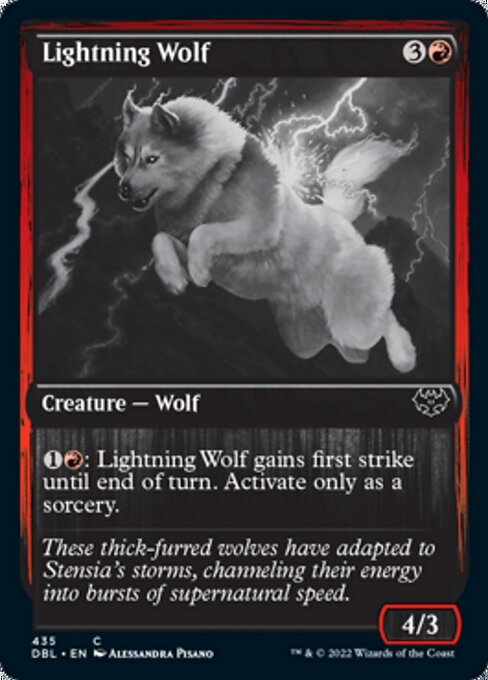 Lightning Wolf 3
Creature — Wolf
1 : Lightning Wolf gains first strike
until end of turn. Activate only as a
sorcery.
These thick-furred wolves have adapted to
Stensia's storms, channeling their energy
into bursts of supernatural speed.
4/3
435 C
DBL • EN Alessandra Pisano
™ & © 2022 Wizards of the Coast